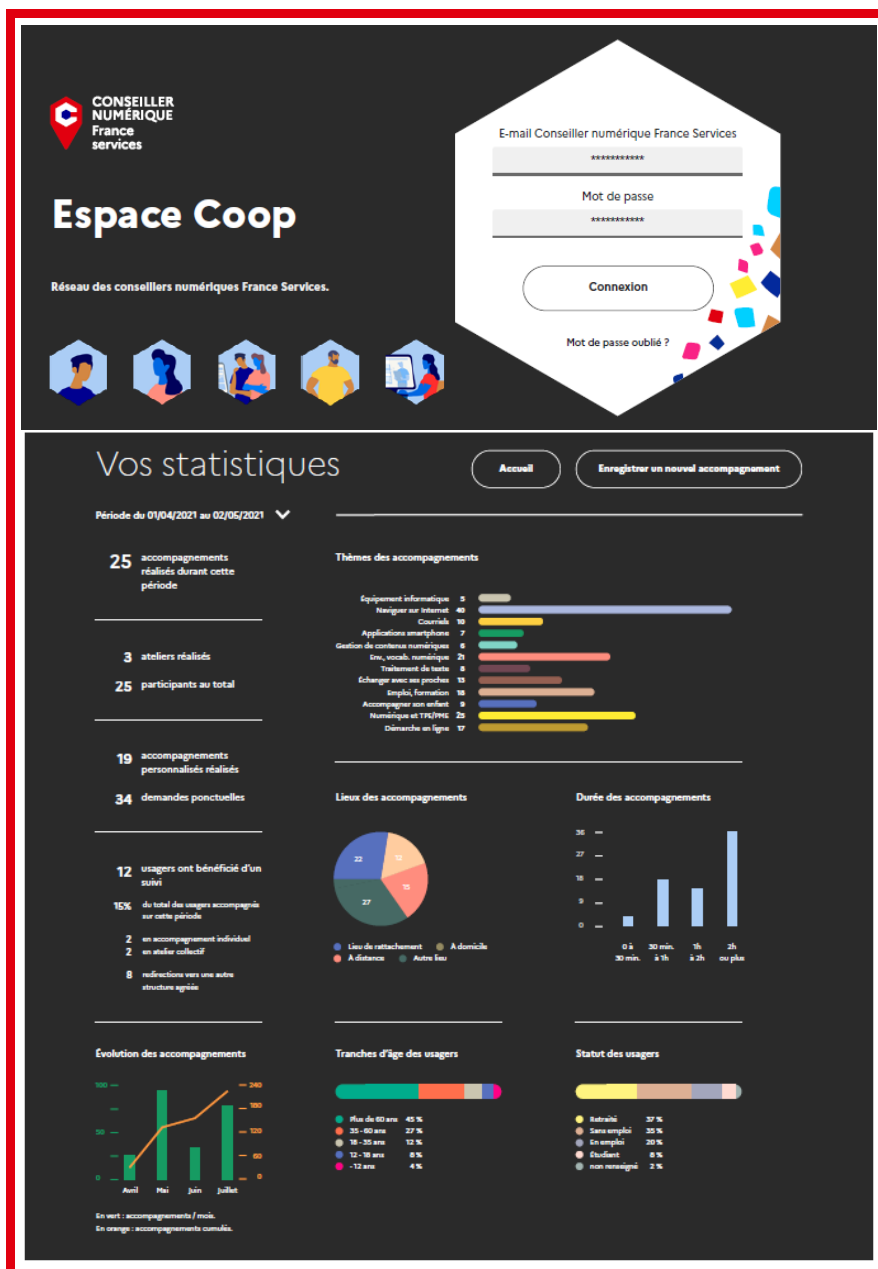 CONSEILLER
NUMÉRIQUE
France
services
Espace Coop
Réseau des conseillers numériques France Services.
E-mail Conseiller numérique France Services
***********
Mot de passe
***********
Connexion
Mot de passe oublié ?
Vos statistiques
Accueil
Enregistrer un nouvel accompagnement
Période du 01/04/2021 au 02/05/2021
25 accompagnements
réalisés durant cette
période
3 ateliers réalisés
25 participants au total
19 accompagnements
personnalisés réalisés
34 demandes ponctuelles
12 usagers ont bénéficié d'un
suivi
15% du total des usagers accompagnés
sur cette période
2 en accompagnement individuel
2 en atelier collectif
8 redirections vers une autre
structure agréée
Thèmes des accompagnements
Équipement informatique 5
Naviguer sur Internet 40
Courriels 10
Applications smartphone 7
Gestion de contenus numériques 6
Env., vocab. numérique 21
Traitement de texte 8
Échanger avec ses proches 13
Emploi, formation 18
Accompagner son enfant 9
Numérique et TPE/PME 25
Démarche en ligne 17
Lieux des accompagnements
22
12
15
27
Lieu de rattachement
À domicile
À distance
Autre lieu
Durée des accompagnements
36
27
18
9
0
0 à
30 min.
30 min.
à 1h
1h
à 2h
2h
ou plus
Évolution des accompagnements
100
50
0
240
180
120
60
0
Avril
Mai
Juin
Juillet
En vert : accompagnements / mois.
En orange : accompagnements cumulés.
Tranches d'âge des usagers
Plus de 60 ans 45 %
35 - 60 ans 27 %
18 - 35 ans 12 %
12 - 18 ans 8 %
- 12 ans 4 %
Statut des usagers
Retraité 37 %
Sans emploi 35 %
En emploi 20 %
Étudiant 6 %
non renseigné 2 %